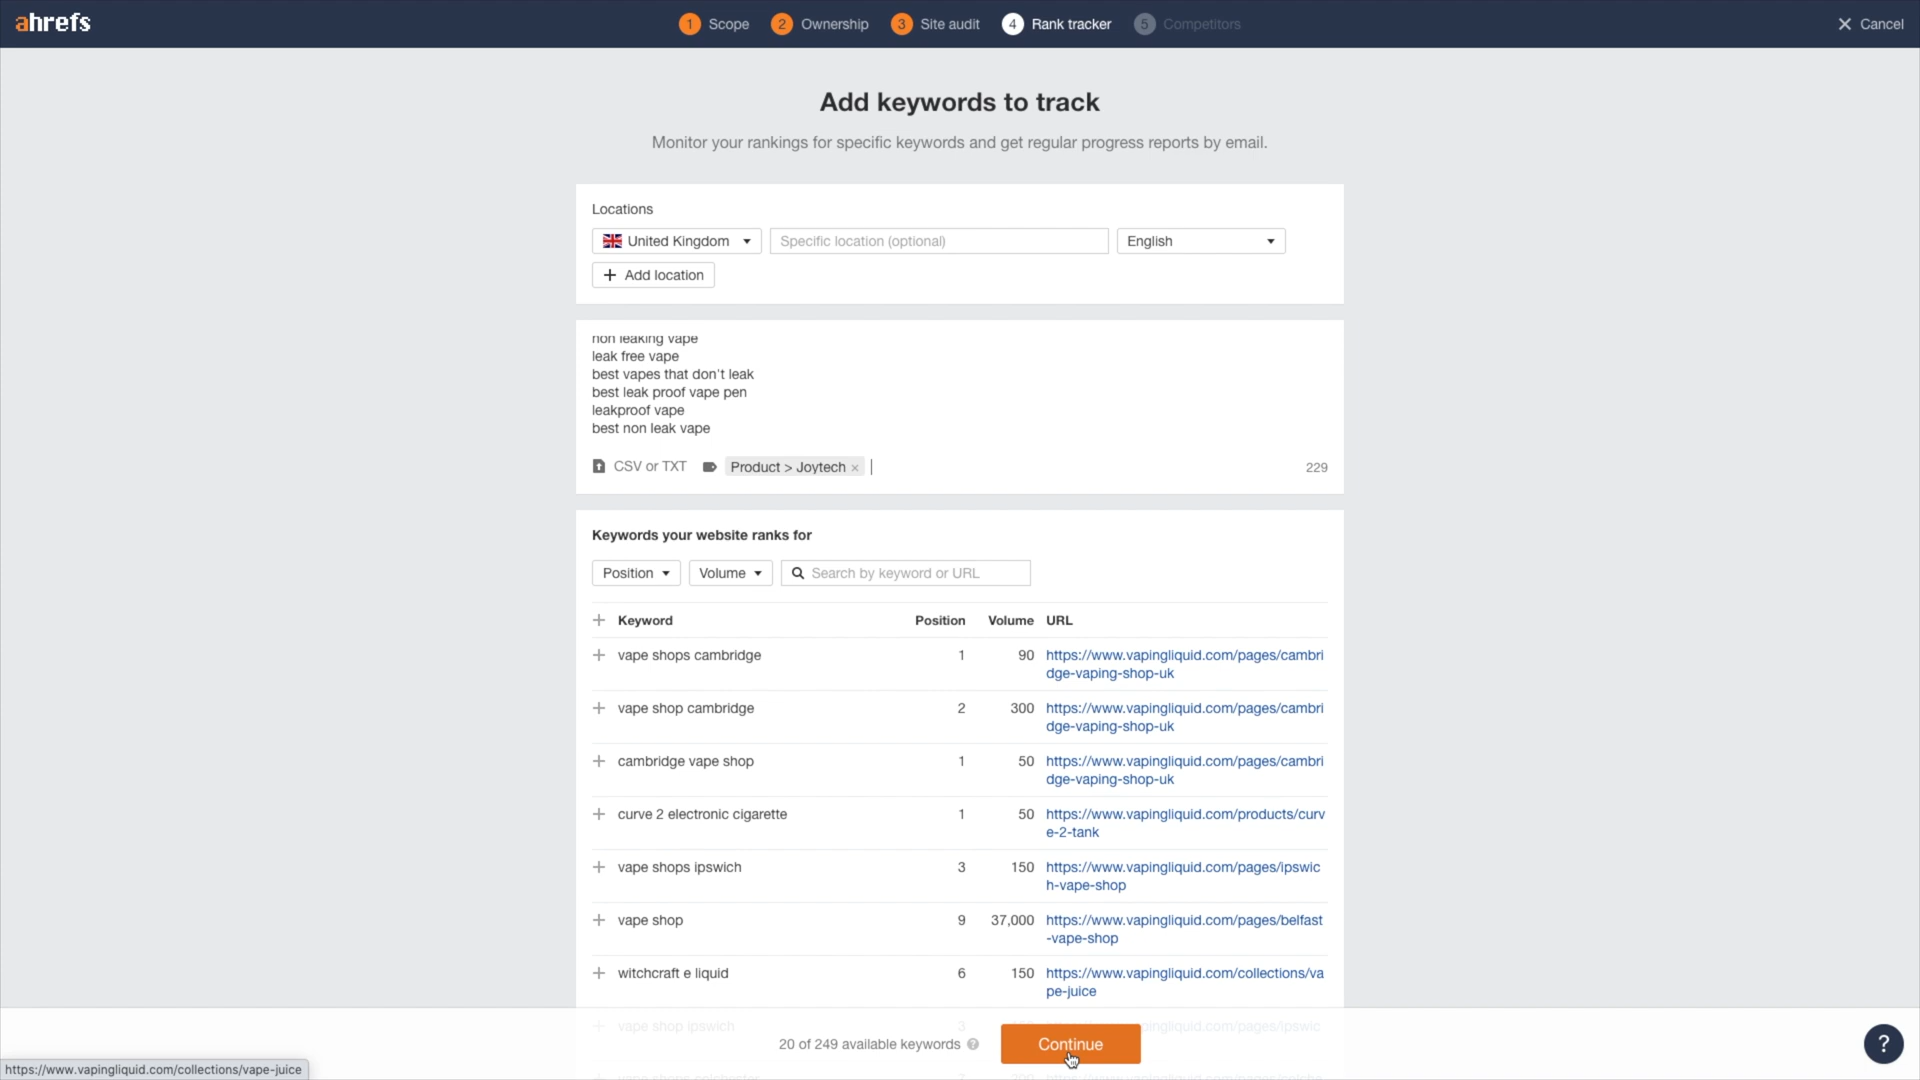 ahrefs
1 Scope 2 Ownership 3 Site audit 4 Rank tracker 5 Competitors
Cancel
Add keywords to track
Monitor your rankings for specific keywords and get regular progress reports by email.
Locations
United Kingdom
Specific location (optional)
English
Add location
non leaking vape
leak free vape
best vapes that don't leak
best leak proof vape pen
leakproof vape
best non leak vape
CSV or TXT Product > Joytech × 229
Keywords your website ranks for
Position Volume Search by keyword or URL
+ Keyword Position Volume URL
+ vape shops cambridge 1 90 https://www.vapingliquid.com/pages/cambri
dge-vaping-shop-uk
+ vape shop cambridge 2 300 https://www.vapingliquid.com/pages/cambri
dge-vaping-shop-uk
+ cambridge vape shop 1 50 https://www.vapingliquid.com/pages/cambri
dge-vaping-shop-uk
+ curve 2 electronic cigarette 1 50 https://www.vapingliquid.com/products/curv
e-2-tank
+ vape shops ipswich 3 150 https://www.vapingliquid.com/pages/ipswic
h-vape-shop
+ vape shop 9 37,000 https://www.vapingliquid.com/pages/belfast
-vape-shop
+ witchcraft e liquid 6 150 https://www.vapingliquid.com/collections/va
pe-juice
+ vape shop ipswich 3
20 of 249 available keywords ? Continue
?
https://www.vapingliquid.com/collections/vape-juice